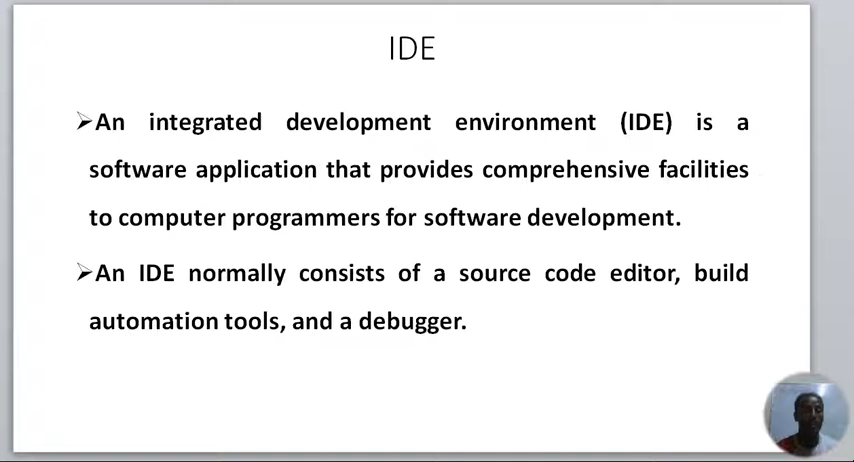 IDE
➢An integrated development environment (IDE) is a
software application that provides comprehensive facilities
to computer programmers for software development.
➢An IDE normally consists of a source code editor, build
automation tools, and a debugger.